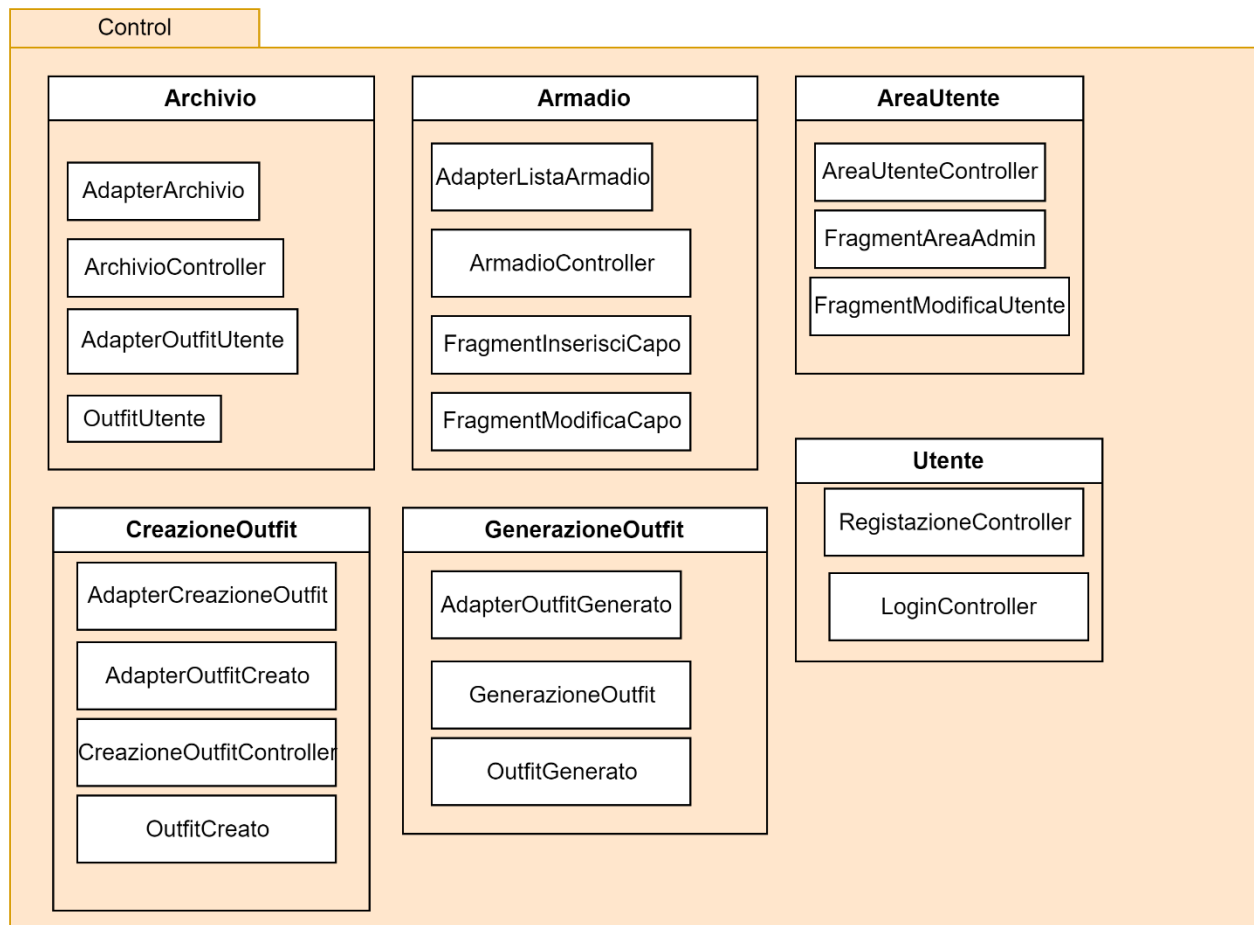 Control
Archivio
AdapterArchivio
ArchivioController
AdapterOutfitUtente
OutfitUtente
Armadio
AdapterListaArmadio
ArmadioController
FragmentInserisciCapo
FragmentModificaCapo
AreaUtente
AreaUtenteController
FragmentAreaAdmin
FragmentModificaUtente
CreazioneOutfit
AdapterCreazioneOutfit
AdapterOutfitCreato
CreazioneOutfitController
OutfitCreato
GenerazioneOutfit
AdapterOutfitGenerato
GenerazioneOutfit
OutfitGenerato
Utente
RegistazioneController
LoginController